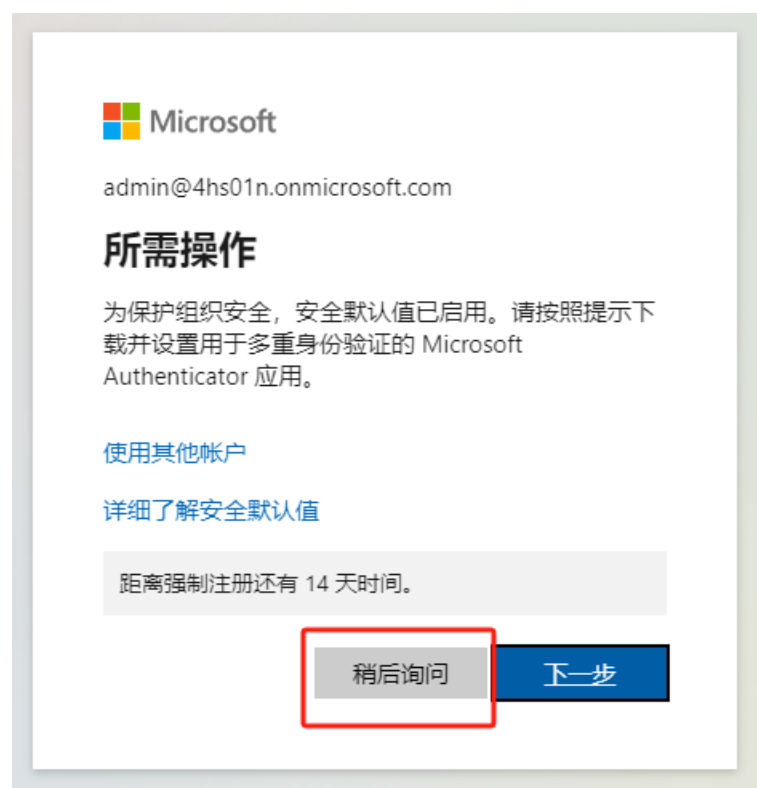 Microsoft
admin@4hs01n.onmicrosoft.com
所需操作
为保护组织安全，安全默认值已启用。请按照提示下
载并设置用于多重身份验证的 Microsoft
Authenticator 应用。
使用其他帐户
详细了解安全默认值
距离强制注册还有 14 天时间。
稍后询问
下一步